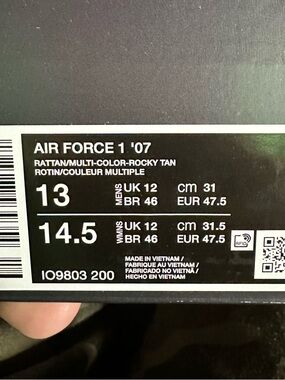 AIR FORCE 1 '07
RATTAN/MULTI-COLOR-ROCKY TAN
ROTIN/COULEUR MULTIPLE
13 MENS UK 12 cm 31
BR 46 EUR 47.5
14.5 WMNS UK 12 cm 31.5
BR 46 EUR 47.5
MADE IN VIETNAM /
FABRIQUE AU VIETNAM /
FABRICADO NO VIETNÃ /
HECHO EN VIETNAM
IO9803 200